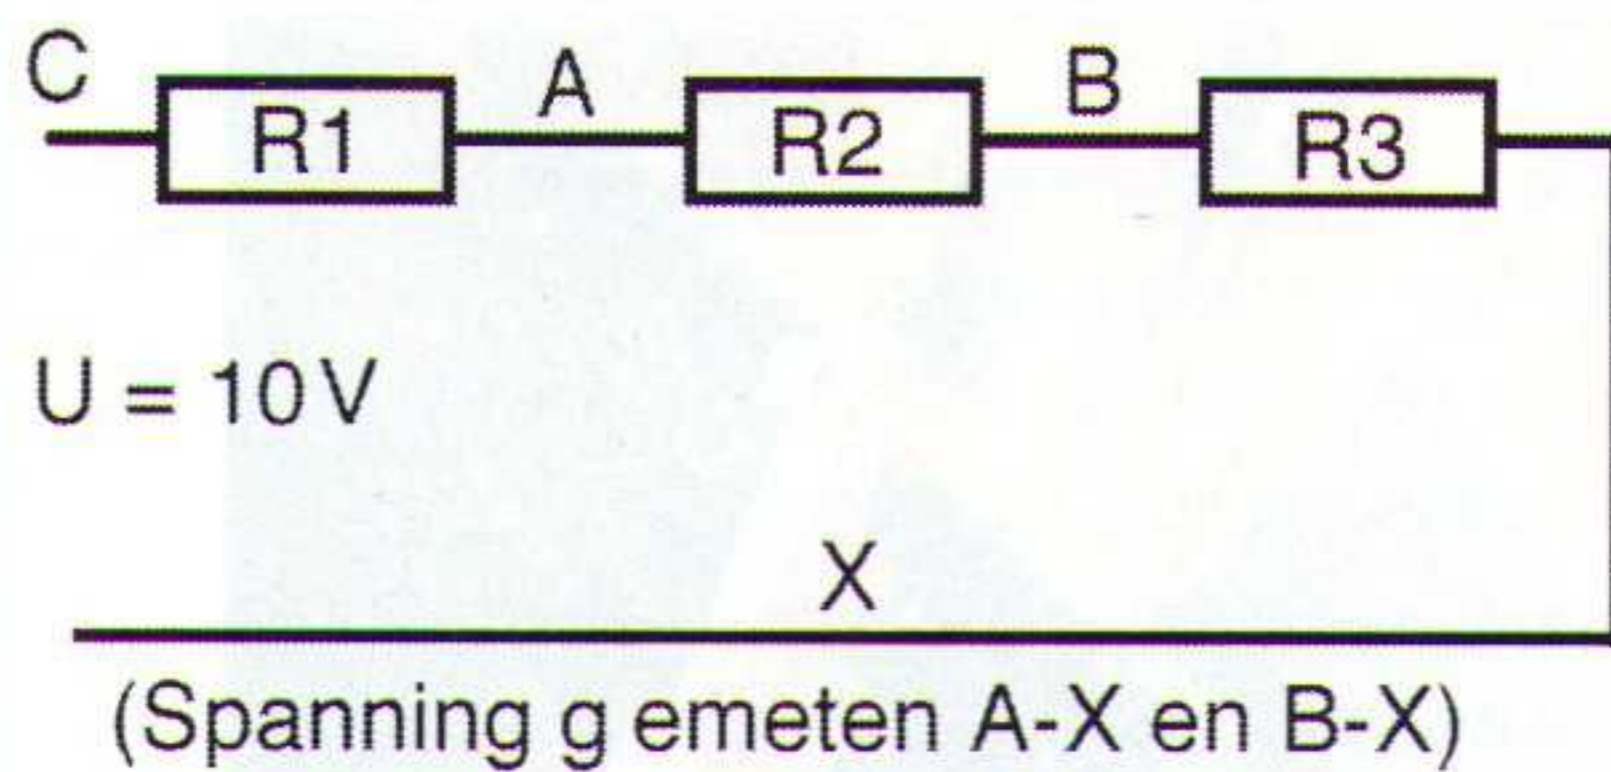 C A B
R1 R2 R3
U = 10 V
X
(Spanning g emeten A-X en B-X)